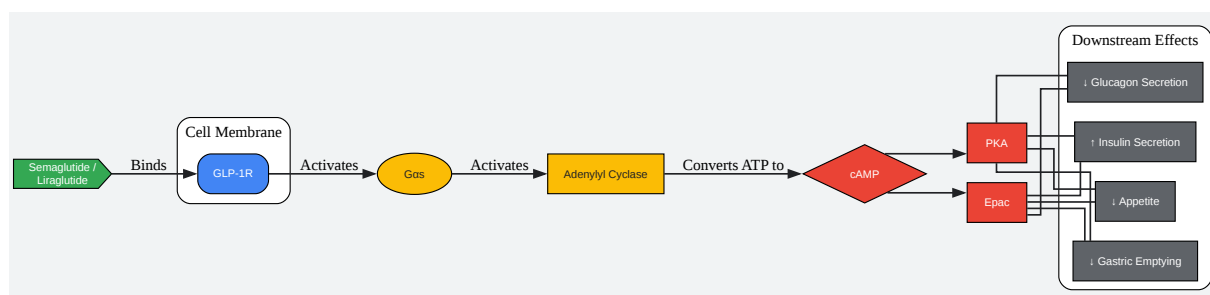 Semaglutide /
Liraglutide
Binds
Cell Membrane
GLP-1R
Activates
Gαs
Activates
Adenylyl Cyclase
Converts ATP to
cAMP
PKA
Epac
Downstream Effects
↓ Glucagon Secretion
↑ Insulin Secretion
↓ Appetite
↓ Gastric Emptying